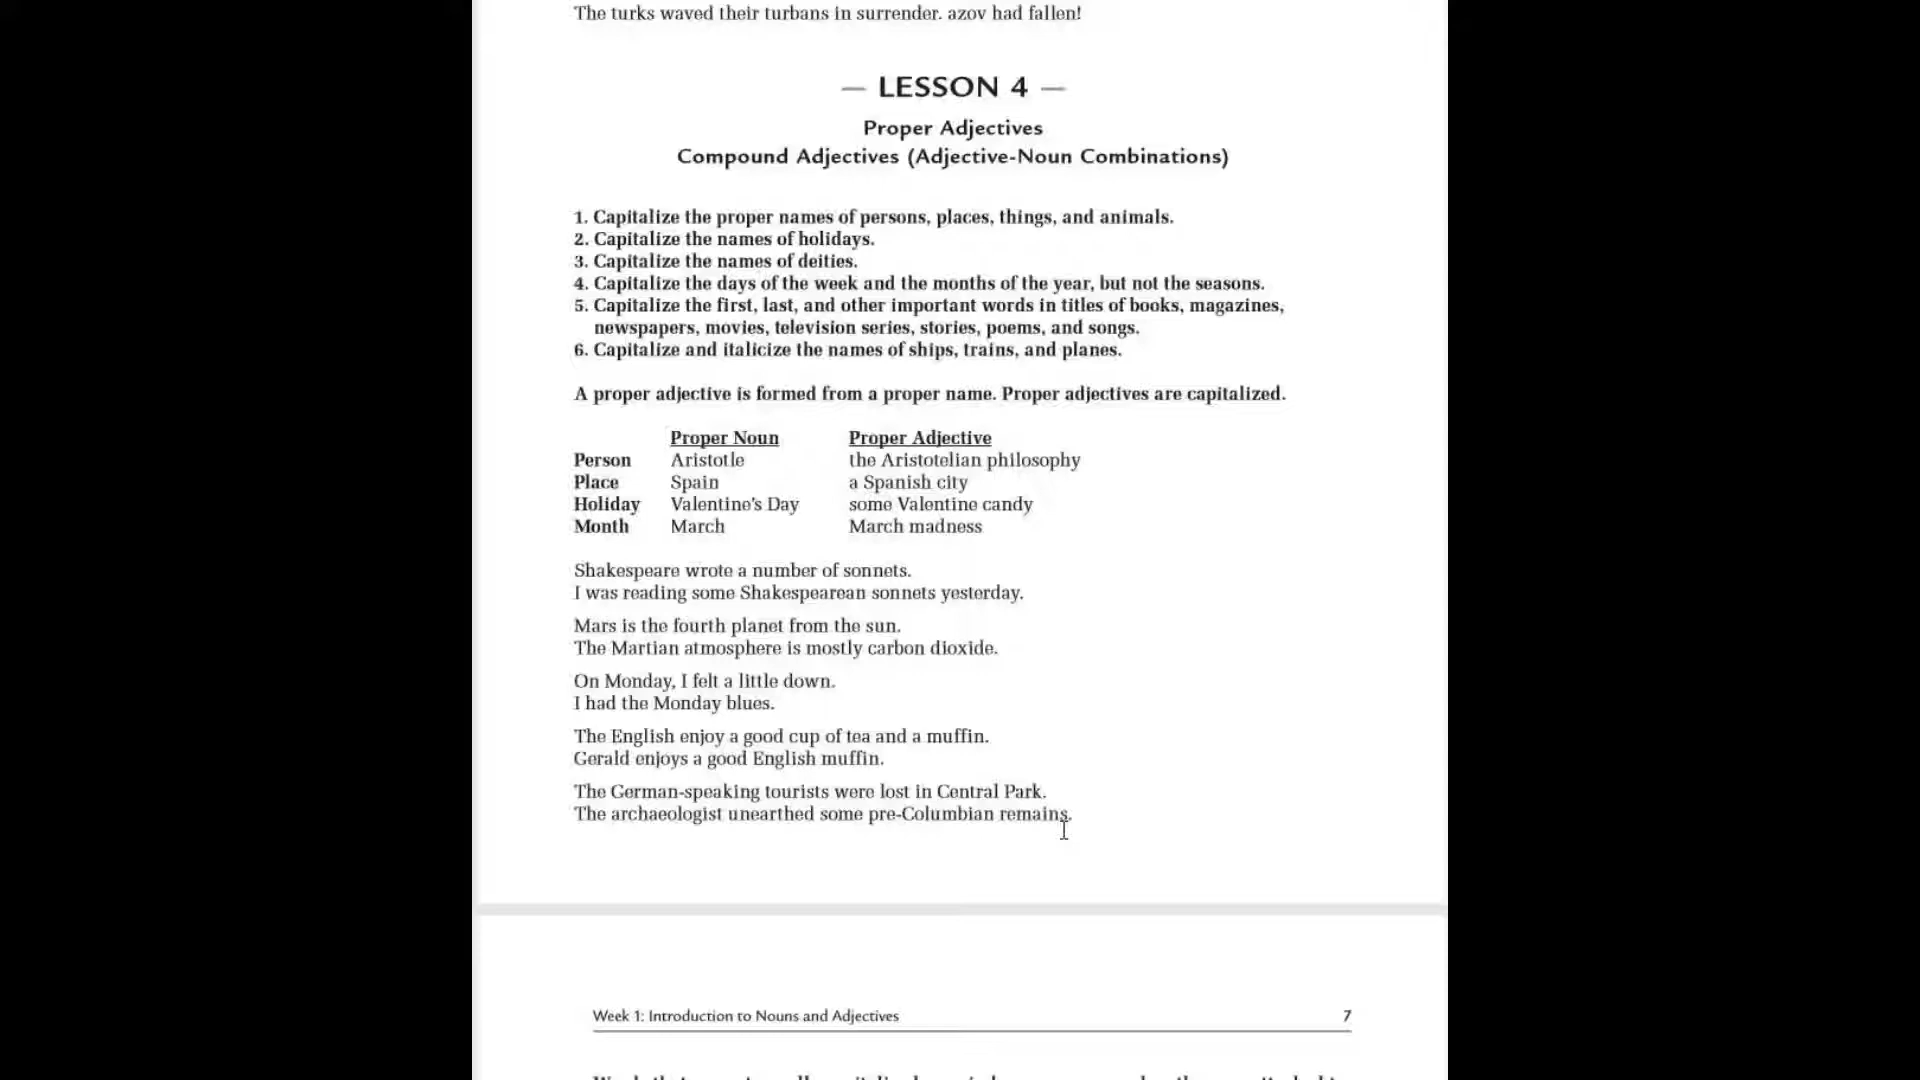 The turks waved their turbans in surrender. azov had fallen!
— LESSON 4 —
Proper Adjectives
Compound Adjectives (Adjective-Noun Combinations)
1. Capitalize the proper names of persons, places, things, and animals.
2. Capitalize the names of holidays.
3. Capitalize the names of deities.
4. Capitalize the days of the week and the months of the year, but not the seasons.
5. Capitalize the first, last, and other important words in titles of books, magazines,
newspapers, movies, television series, stories, poems, and songs.
6. Capitalize and italicize the names of ships, trains, and planes.
A proper adjective is formed from a proper name. Proper adjectives are capitalized.
Proper Noun Proper Adjective
Person Aristotle the Aristotelian philosophy
Place Spain a Spanish city
Holiday Valentine's Day some Valentine candy
Month March March madness
Shakespeare wrote a number of sonnets.
I was reading some Shakespearean sonnets yesterday.
Mars is the fourth planet from the sun.
The Martian atmosphere is mostly carbon dioxide.
On Monday, I felt a little down.
I had the Monday blues.
The English enjoy a good cup of tea and a muffin.
Gerald enjoys a good English muffin.
The German-speaking tourists were lost in Central Park.
The archaeologist unearthed some pre-Columbian remains.
Week 1: Introduction to Nouns and Adjectives 7